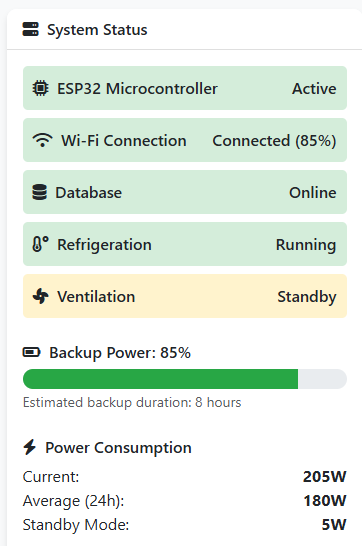 System Status
ESP32 Microcontroller Active
Wi-Fi Connection Connected (85%)
Database Online
Refrigeration Running
Ventilation Standby
Backup Power: 85%
Estimated backup duration: 8 hours
Power Consumption
Current: 205W
Average (24h): 180W
Standby Mode: 5W